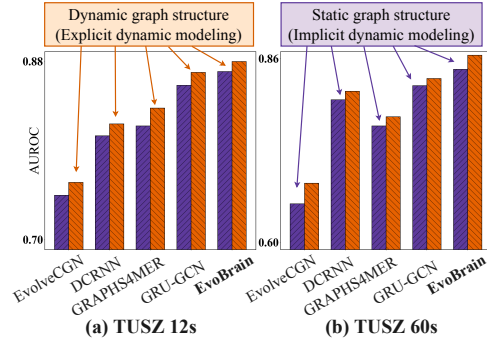 Dynamic graph structure
(Explicit dynamic modeling)
Static graph structure
(Implicit dynamic modeling)
0.88
AUROC
0.70
EvolveCGN
DCRNN
GRAPHS4MER
GRU-GCN
EvoBrain
(a) TUSZ 12s
0.86
0.60
EvolveCGN
DCRNN
GRAPHS4MER
GRU-GCN
EvoBrain
(b) TUSZ 60s